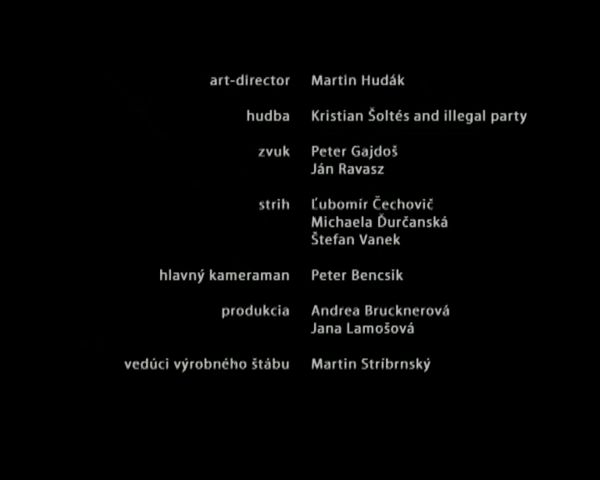 art-director Martin Hudák
hudba Kristian Šoltés and illegal party
zvuk Peter Gajdoš
Ján Ravasz
strih Ľubomír Čechovič
Michaela Ďurčanská
Štefan Vanek
hlavný kameraman Peter Bencsik
produkcia Andrea Brucknerová
Jana Lamošová
vedúci výrobného štábu Martin Stríbrnský